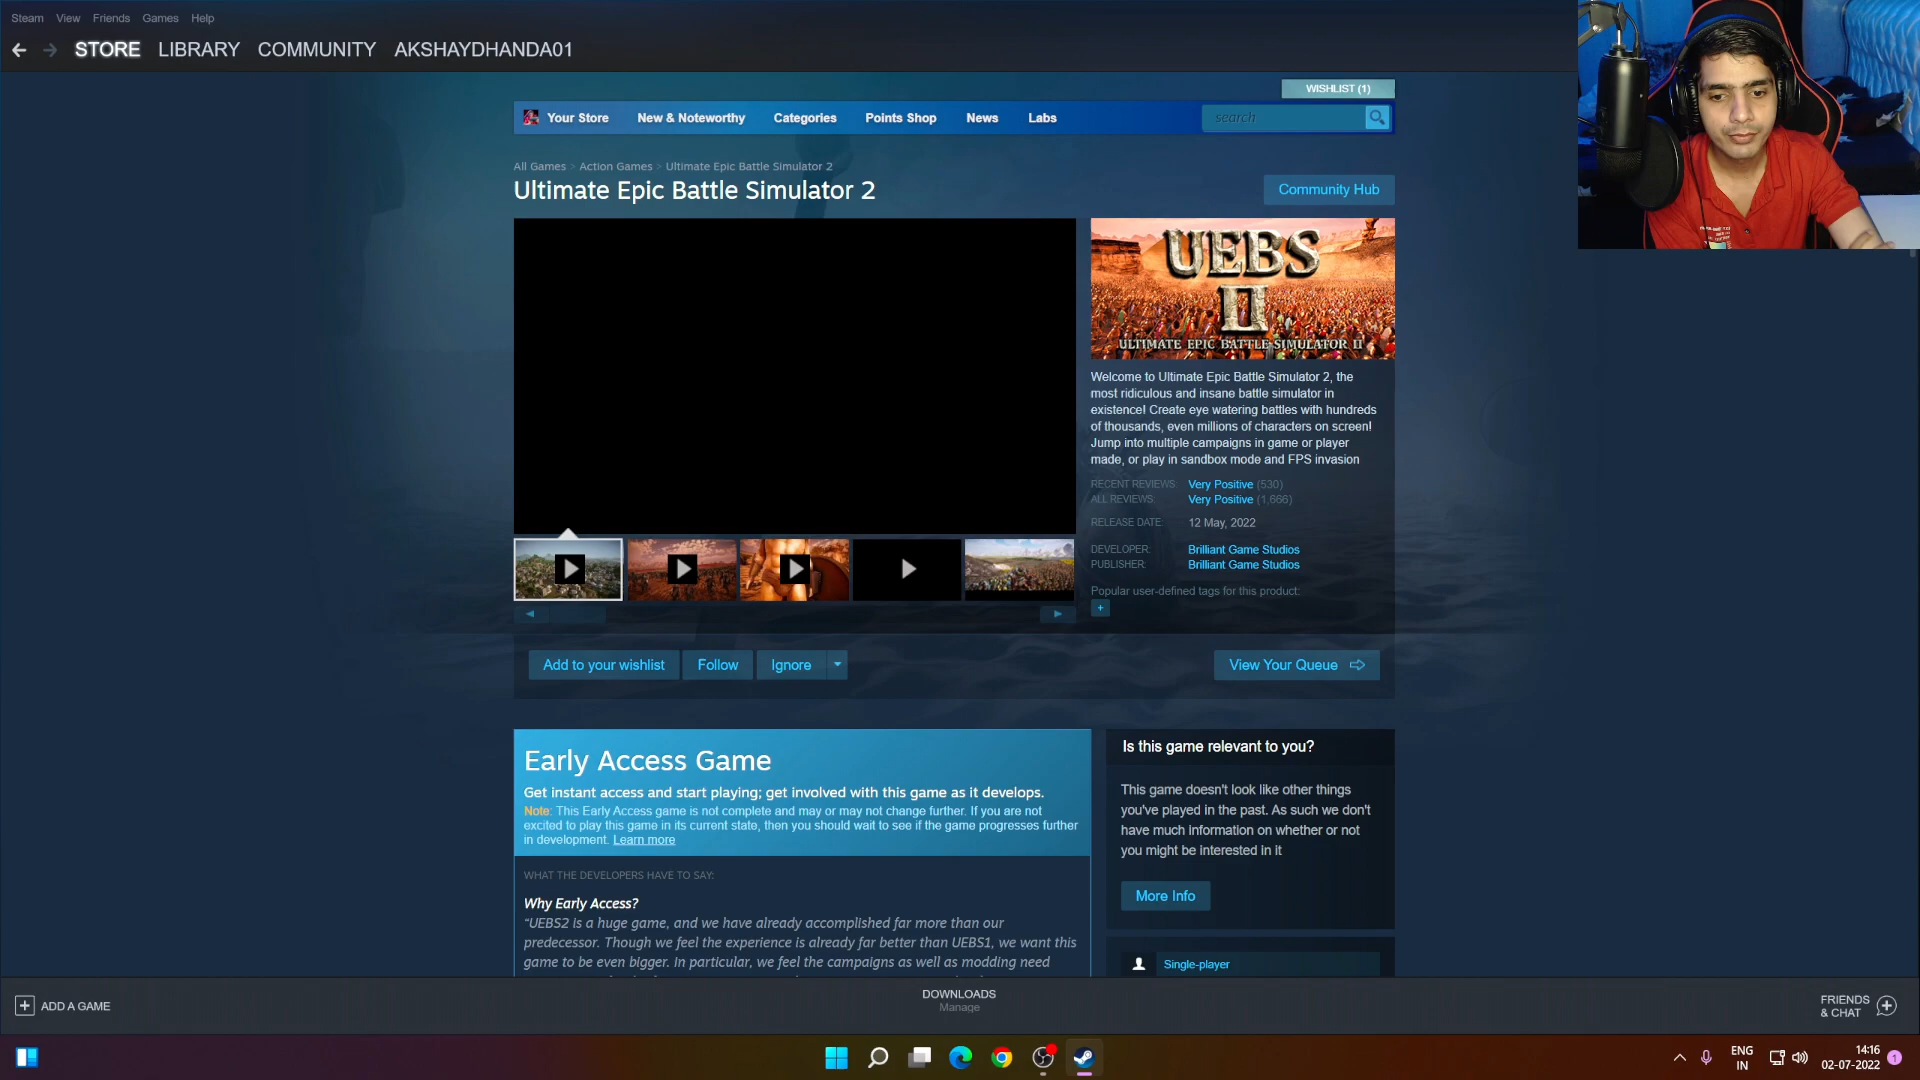 Steam View Friends Games Help
STORE LIBRARY COMMUNITY AKSHAYDHANDA01
WISHLIST (1)
Your Store New & Noteworthy Categories Points Shop News Labs search
All Games > Action Games > Ultimate Epic Battle Simulator 2
Ultimate Epic Battle Simulator 2
Community Hub
UEBS
II
ULTIMATE EPIC BATTLE SIMULATOR II
Welcome to Ultimate Epic Battle Simulator 2, the
most ridiculous and insane battle simulator in
existence! Create eye watering battles with hundreds
of thousands, even millions of characters on screen!
Jump into multiple campaigns in game or player
made, or play in sandbox mode and FPS invasion
RECENT REVIEWS: Very Positive (530)
ALL REVIEWS: Very Positive (1,666)
RELEASE DATE: 12 May, 2022
DEVELOPER: Brilliant Game Studios
PUBLISHER: Brilliant Game Studios
Popular user-defined tags for this product:
+
Add to your wishlist Follow Ignore View Your Queue
Early Access Game
Get instant access and start playing; get involved with this game as it develops.
Note: This Early Access game is not complete and may or may not change further. If you are not
excited to play this game in its current state, then you should wait to see if the game progresses further
in development. Learn more
WHAT THE DEVELOPERS HAVE TO SAY:
Why Early Access?
“UEBS2 is a huge game, and we have already accomplished far more than our
predecessor. Though we feel the experience is already far better than UEBS1, we want this
game to be even bigger. In particular, we feel the campaigns as well as modding need
Is this game relevant to you?
This game doesn't look like other things
you've played in the past. As such we don't
have much information on whether or not
you might be interested in it
More Info
Single-player
ADD A GAME
DOWNLOADS
Manage
FRIENDS
& CHAT
ENG
IN
14:16
02-07-2022
1